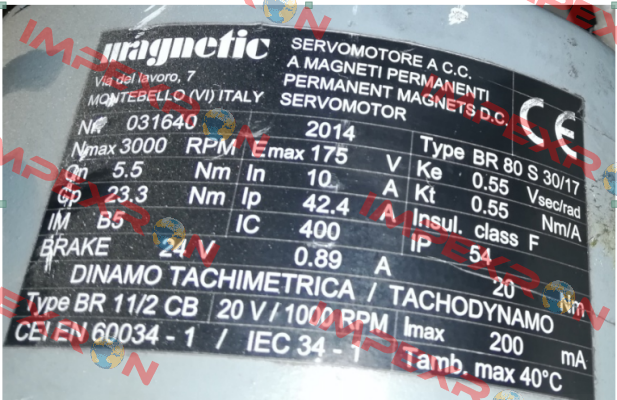 magnetic
Via del lavoro, 7
MONTEBELLO (VI) ITALY
SERVOMOTORE A C.C.
A MAGNETI PERMANENTI
PERMANENT MAGNETS D.C.
SERVOMOTOR
CE
Nr 031640 2014 Type BR 80 S 30/17
Nmax 3000 RPM Emax 175 V Ke 0.55 Vsec/rad
Cn 5.5 Nm In 10 A Kt 0.55 Nm/A
Cp 23.3 Nm Ip 42.4 A Insul. class F
IM B5 IC 400 IP 54
BRAKE 24 V 0.89 A 20 Nm
DINAMO TACHIMETRICA / TACHODYNAMO
Type BR 11/2 CB 20 V / 1000 RPM Imax 200 mA
CEI EN 60034 - 1 / IEC 34 - 1 Tamb. max 40°C
IMPEXRON